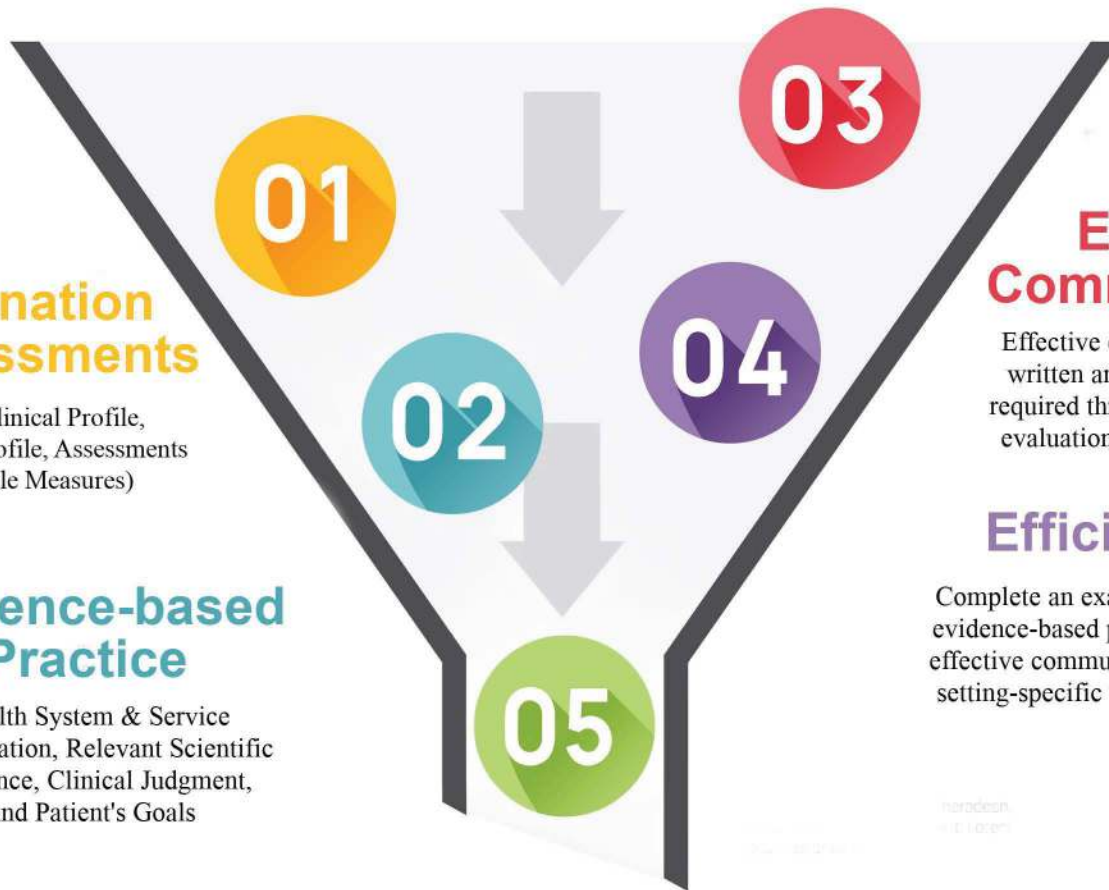 03
01
nation
ssments
linical Profile,
ofile, Assessments
le Measures)
04
02
E
Comm
Effective
written an
required th
evaluation
ence-based
Practice
lth System & Service
ation, Relevant Scientific
nce, Clinical Judgment,
nd Patient's Goals
Effici
Complete an exa
evidence-based p
effective commu
setting-specific
05